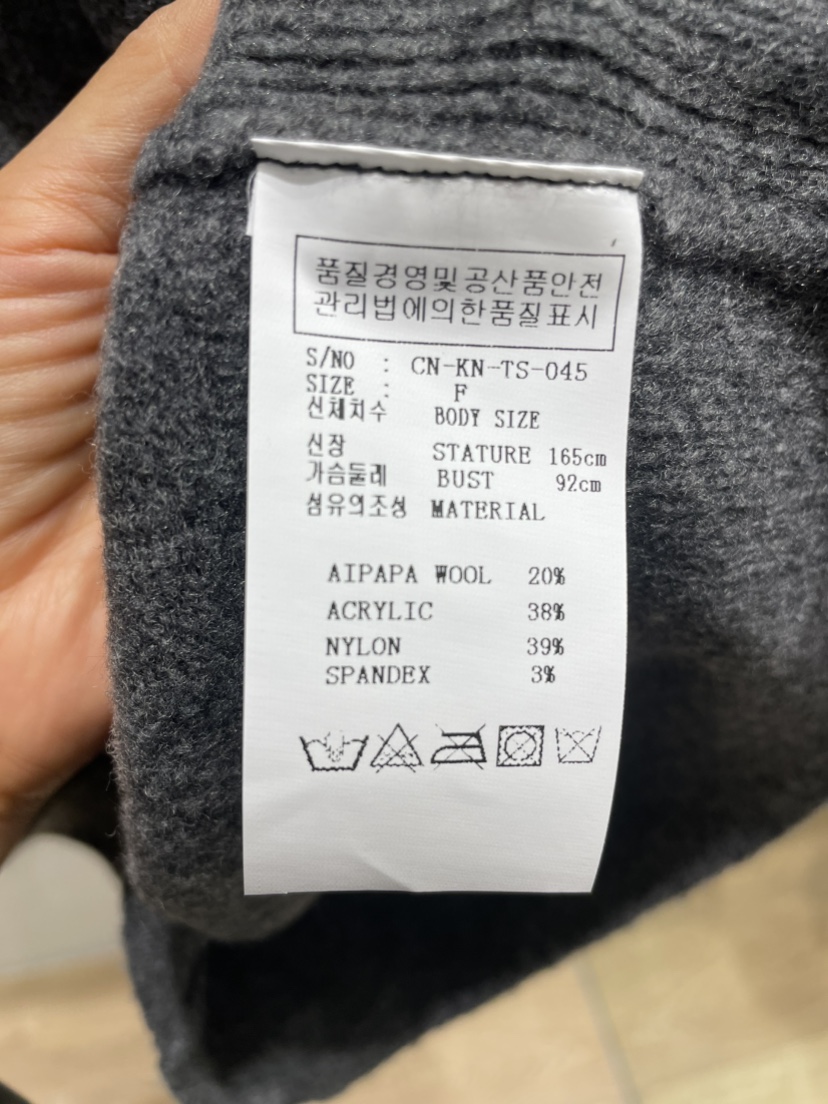 품질경영및공산품안전
관리법에의한품질표시
S/NO : CN-KN-TS-045
SIZE : F
신체치수 BODY SIZE
신장 STATURE 165cm
가슴둘레 BUST 92cm
섬유의조성 MATERIAL
AIPAPA WOOL 20%
ACRYLIC 38%
NYLON 39%
SPANDEX 3%